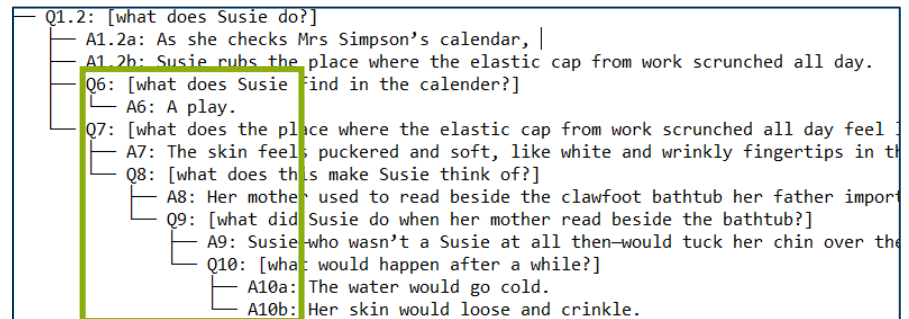 Q1.2: [what does Susie do?]
A1.2a: As she checks Mrs Simpson’s calendar,
A1.2b: Susie rubs the place where the elastic cap from work scrunched all day.
Q6: [what does Susie find in the calender?]
A6: A play.
Q7: [what does the place where the elastic cap from work scrunched all day feel
A7: The skin feels puckered and soft, like white and wrinkly fingertips in
Q8: [what does this make Susie think of?]
A8: Her mother used to read beside the clawfoot bathtub her father
Q9: [what did Susie do when her mother read beside the bathtub?]
A9: Susie—who wasn’t a Susie at all then—would tuck her chin over the
Q10: [what would happen after a while?]
A10a: The water would go cold.
A10b: Her skin would loose and crinkle.